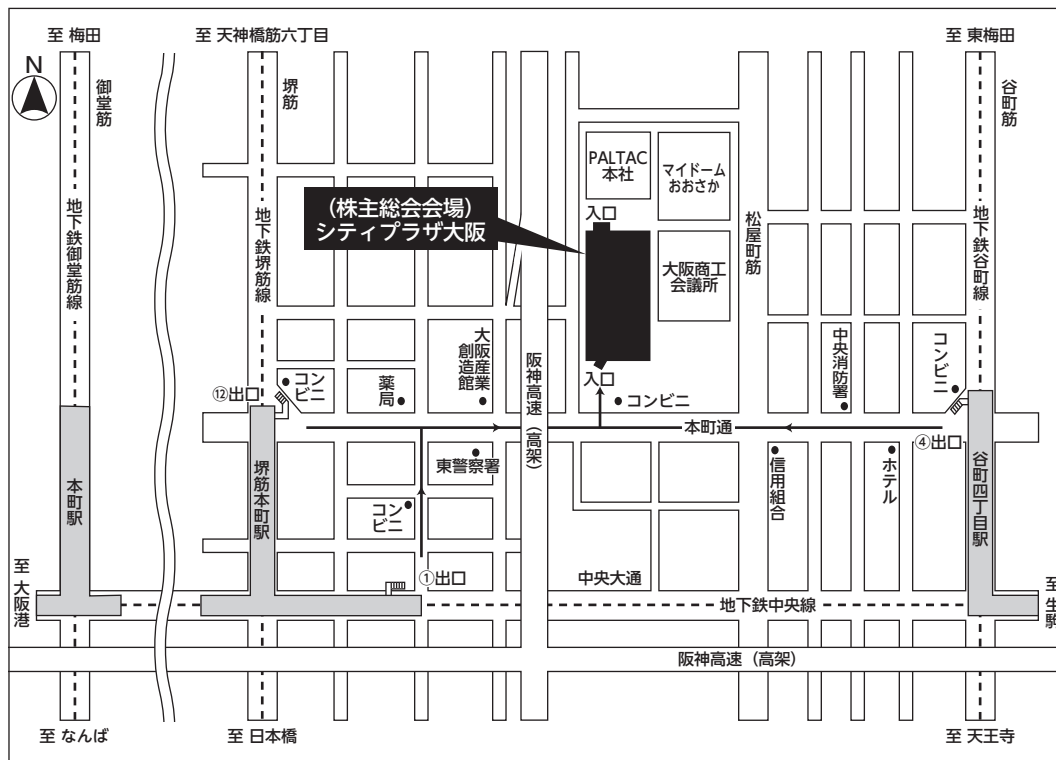 至 梅田
至 天神橋筋六丁目
至 東梅田
N
御堂筋
堺筋
谷町筋
PALTAC
本社
マイドーム
おおさか
(株主総会会場)
シティプラザ大阪
入口
松屋町筋
地下鉄御堂筋線
地下鉄堺筋線
地下鉄谷町線
大阪商工
会議所
大阪産業
創造館
阪神高速(高架)
中央消防署
コンビニ
⑫出口
コンビニ
薬局
入口
コンビニ
本町通
④出口
東警察署
信用組合
ホテル
本町駅
堺筋本町駅
谷町四丁目駅
コンビニ
①出口
中央大通
至 大阪港
地下鉄中央線
至 生駒
阪神高速(高架)
至 なんば
至 日本橋
至 天王寺